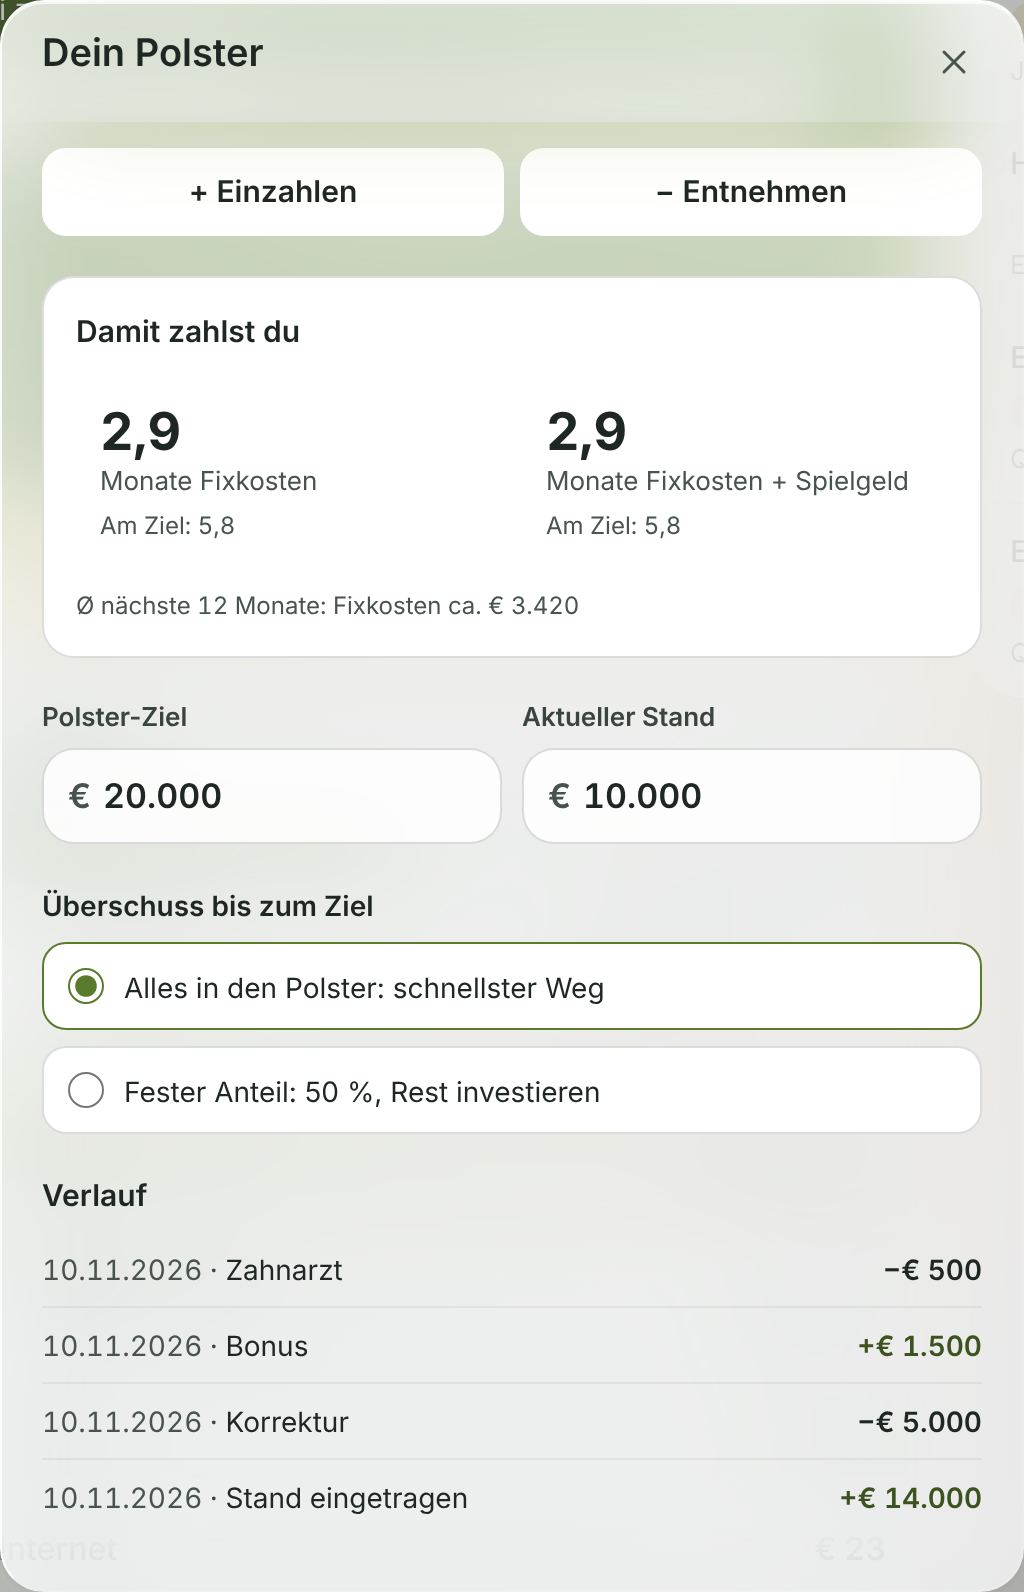 Dein Polster
+ Einzahlen
– Entnehmen
Damit zahlst du
2,9
Monate Fixkosten
Am Ziel: 5,8
2,9
Monate Fixkosten + Spielgeld
Am Ziel: 5,8
Ø nächste 12 Monate: Fixkosten ca. € 3.420
Polster-Ziel
€ 20.000
Aktueller Stand
€ 10.000
Überschuss bis zum Ziel
Alles in den Polster: schnellster Weg
Fester Anteil: 50 %, Rest investieren
Verlauf
10.11.2026 · Zahnarzt −€ 500
10.11.2026 · Bonus +€ 1.500
10.11.2026 · Korrektur −€ 5.000
10.11.2026 · Stand eingetragen +€ 14.000
nternet € 23